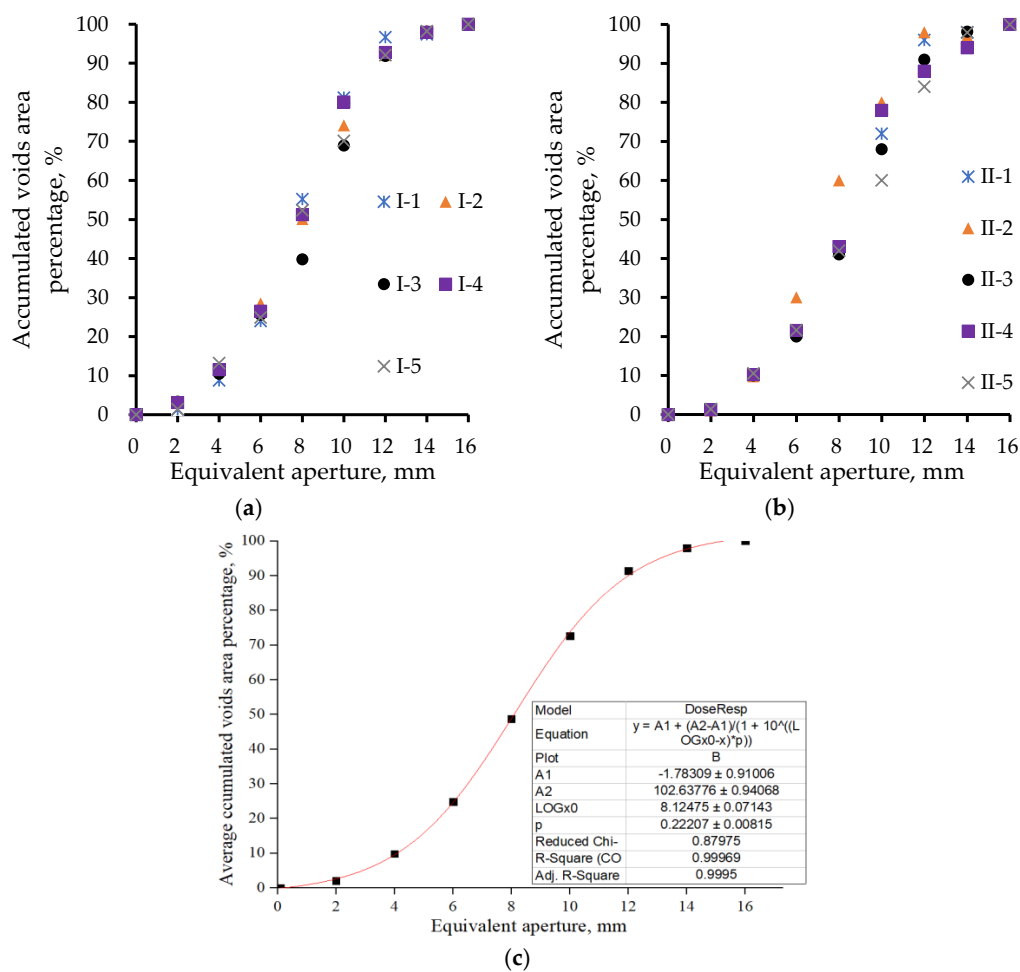 Accumulated voids area
percentage, %
100
90
80
70
60
50
40
30
20
10
0
I-1
I-2
I-3
I-4
I-5
0 2 4 6 8 10 12 14 16
Equivalent aperture, mm
(a)
Accumulated voids area
percentage, %
100
90
80
70
60
50
40
30
20
10
0
II-1
II-2
II-3
II-4
II-5
0 2 4 6 8 10 12 14 16
Equivalent aperture, mm
(b)
Average ccumulated voids area percentage, %
100
90
80
70
60
50
40
30
20
10
0
Model DoseResp
Equation y = A1 + (A2-A1)/(1 + 10^((L
OGx0-x)*p))
Plot B
A1 -1.78309 ± 0.91006
A2 102.63776 ± 0.94068
LOGx0 8.12475 ± 0.07143
p 0.22207 ± 0.00815
Reduced Chi- 0.87975
R-Square (CO 0.99969
Adj. R-Square 0.9995
0 2 4 6 8 10 12 14 16
Equivalent aperture, mm
(c)